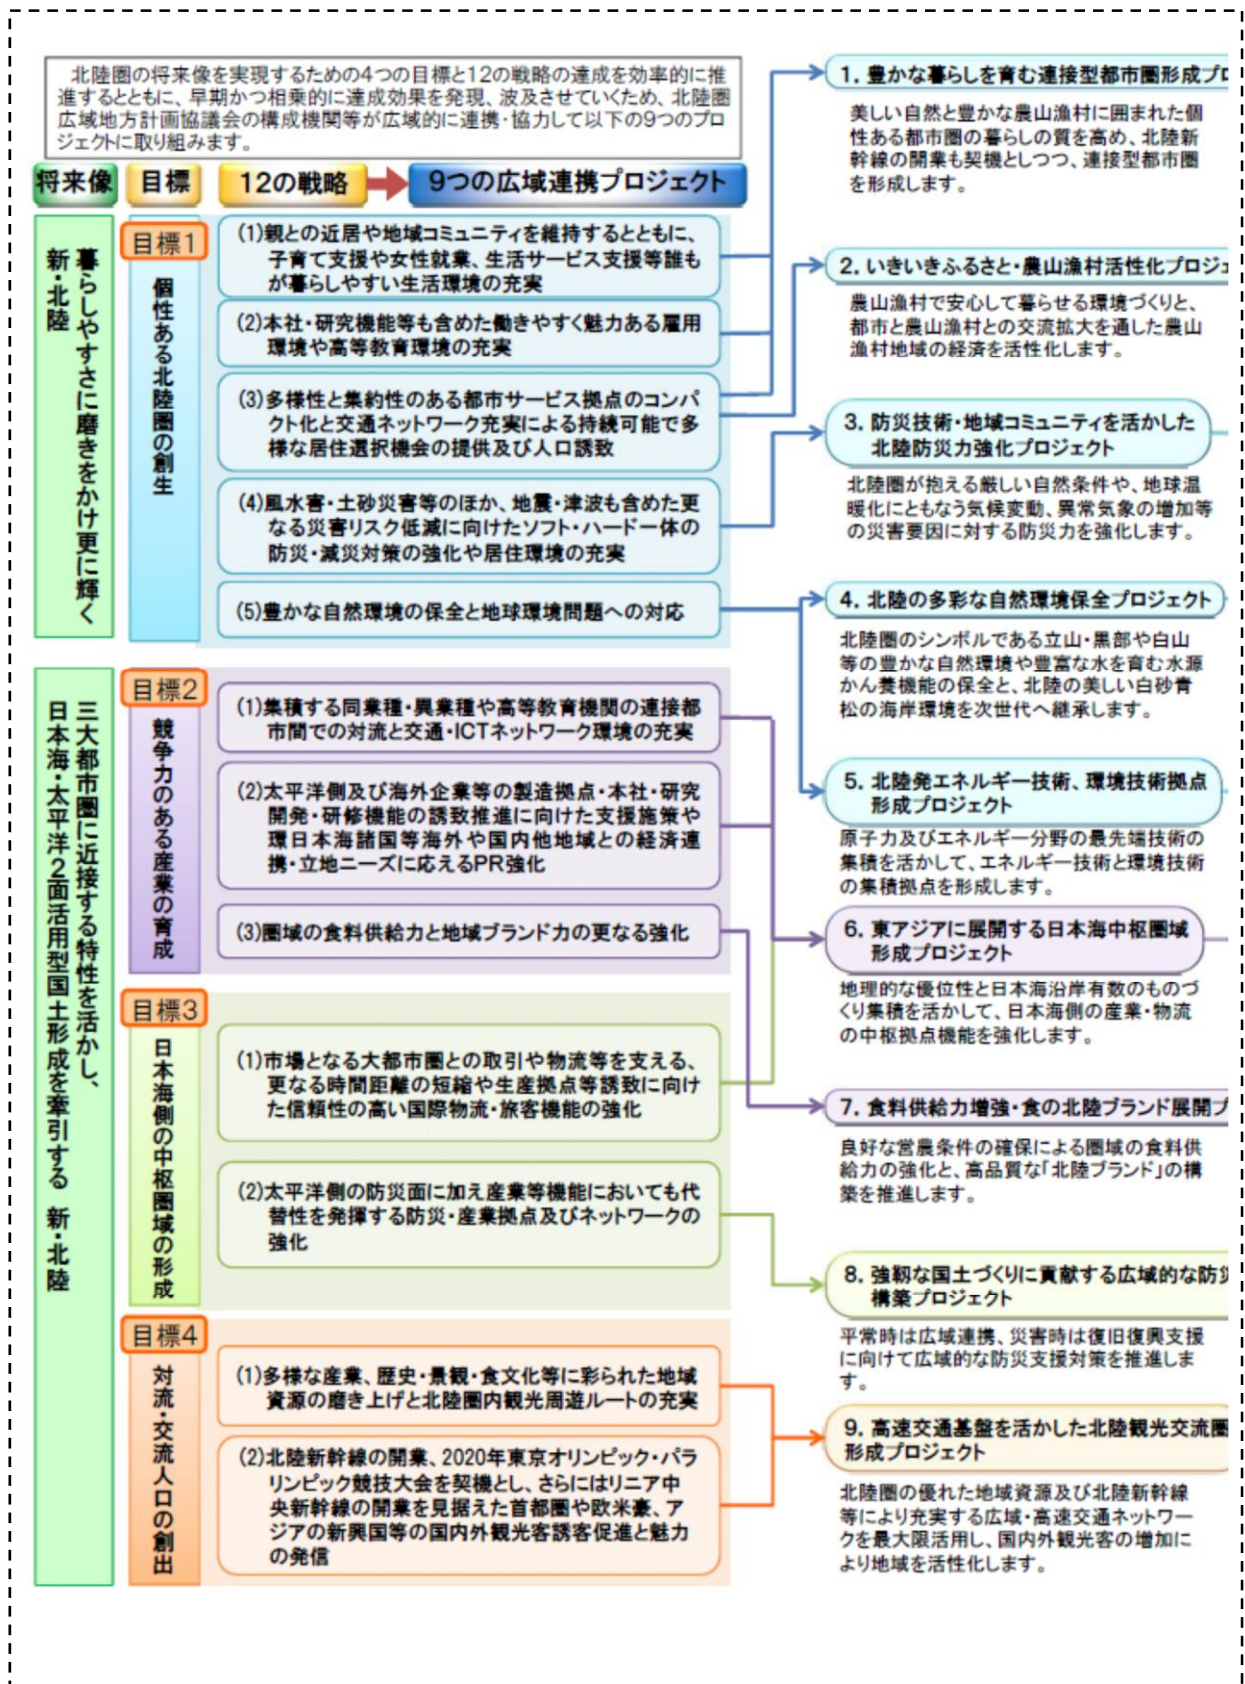 北陸圏の将来像を実現するための4つの目標と12の戦略の達成を効率的に推
進するとともに、早期かつ相乗的に達成効果を発現、波及させていくため、北陸圏
広域地方計画協議会の構成機関等が広域的に連携・協力して以下の9つのプロ
ジェクトに取り組みます。
将来像
目標
12の戦略
9つの広域連携プロジェクト
暮らしやすさに磨きをかけ更に輝く
新・北陸
目標1
個性ある北陸圏の創生
(1)親との近居や地域コミュニティを維持するとともに、
子育て支援や女性就業、生活サービス支援等誰も
が暮らしやすい生活環境の充実
(2)本社・研究機能等も含めた働きやすく魅力ある雇用
環境や高等教育環境の充実
(3)多様性と集約性のある都市サービス拠点のコンパ
クト化と交通ネットワーク充実による持続可能で多
様な居住選択機会の提供及び人口誘致
(4)風水害・土砂災害等のほか、地震・津波も含めた更
なる災害リスク低減に向けたソフト・ハード一体の
防災・減災対策の強化や居住環境の充実
(5)豊かな自然環境の保全と地球環境問題への対応
三大都市圏に近接する特性を活かし、
日本海・太平洋2面活用型国土形成を牽引する 新・北陸
目標2
競争力のある産業の育成
(1)集積する同業種・異業種や高等教育機関の連接都
市間での対流と交通・ICTネットワーク環境の充実
(2)太平洋側及び海外企業等の製造拠点・本社・研究
開発・研修機能の誘致推進に向けた支援施策や
環日本海諸国等海外や国内他地域との経済連
携・立地ニーズに応えるPR強化
(3)圏域の食料供給力と地域ブランド力の更なる強化
目標3
日本海側の中枢圏域の形成
(1)市場となる大都市圏との取引や物流等を支える、
更なる時間距離の短縮や生産拠点等誘致に向け
た信頼性の高い国際物流・旅客機能の強化
(2)太平洋側の防災面に加え産業等機能においても代
替性を発揮する防災・産業拠点及びネットワークの
強化
目標4
対流・交流人口の創出
(1)多様な産業、歴史・景観・食文化等に彩られた地域
資源の磨き上げと北陸圏内観光周遊ルートの充実
(2)北陸新幹線の開業、2020年東京オリンピック・パラ
リンピック競技大会を契機とし、さらにはリニア中
央新幹線の開業を見据えた首都圏や欧米豪、ア
ジアの新興国等の国内外観光客誘客促進と魅力
の発信
1. 豊かな暮らしを育む連接型都市圏形成プロ
美しい自然と豊かな農山漁村に囲まれた個
性ある都市圏の暮らしの質を高め、北陸新
幹線の開業も契機としつつ、連接型都市圏
を形成します。
2. いきいきふるさと・農山漁村活性化プロジェ
農山漁村で安心して暮らせる環境づくりと、
都市と農山漁村との交流拡大を通した農山
漁村地域の経済を活性化します。
3. 防災技術・地域コミュニティを活かした
北陸防災力強化プロジェクト
北陸圏が抱える厳しい自然条件や、地球温
暖化にともなう気候変動、異常気象の増加等
の災害要因に対する防災力を強化します。
4. 北陸の多彩な自然環境保全プロジェクト
北陸圏のシンボルである立山・黒部や白山
等の豊かな自然環境や豊富な水を育む水源
かん養機能の保全と、北陸の美しい白砂青
松の海岸環境を次世代へ継承します。
5. 北陸発エネルギー技術、環境技術拠点
形成プロジェクト
原子力及びエネルギー分野の最先端技術の
集積を活かして、エネルギー技術と環境技術
の集積拠点を形成します。
6. 東アジアに展開する日本海中枢圏域
形成プロジェクト
地理的な優位性と日本海沿岸有数のものづ
くり集積を活かして、日本海側の産業・物流
の中枢拠点機能を強化します。
7. 食料供給力増強・食の北陸ブランド展開プ
良好な営農条件の確保による圏域の食料供
給力の強化と、高品質な「北陸ブランド」の構
築を推進します。
8. 強靱な国土づくりに貢献する広域的な防災
構築プロジェクト
平常時は広域連携、災害時は復旧復興支援
に向けて広域的な防災支援対策を推進しま
す。
9. 高速交通基盤を活かした北陸観光交流圏
形成プロジェクト
北陸圏の優れた地域資源及び北陸新幹線
等により充実する広域・高速交通ネットワー
クを最大限活用し、国内外観光客の増加に
より地域を活性化します。